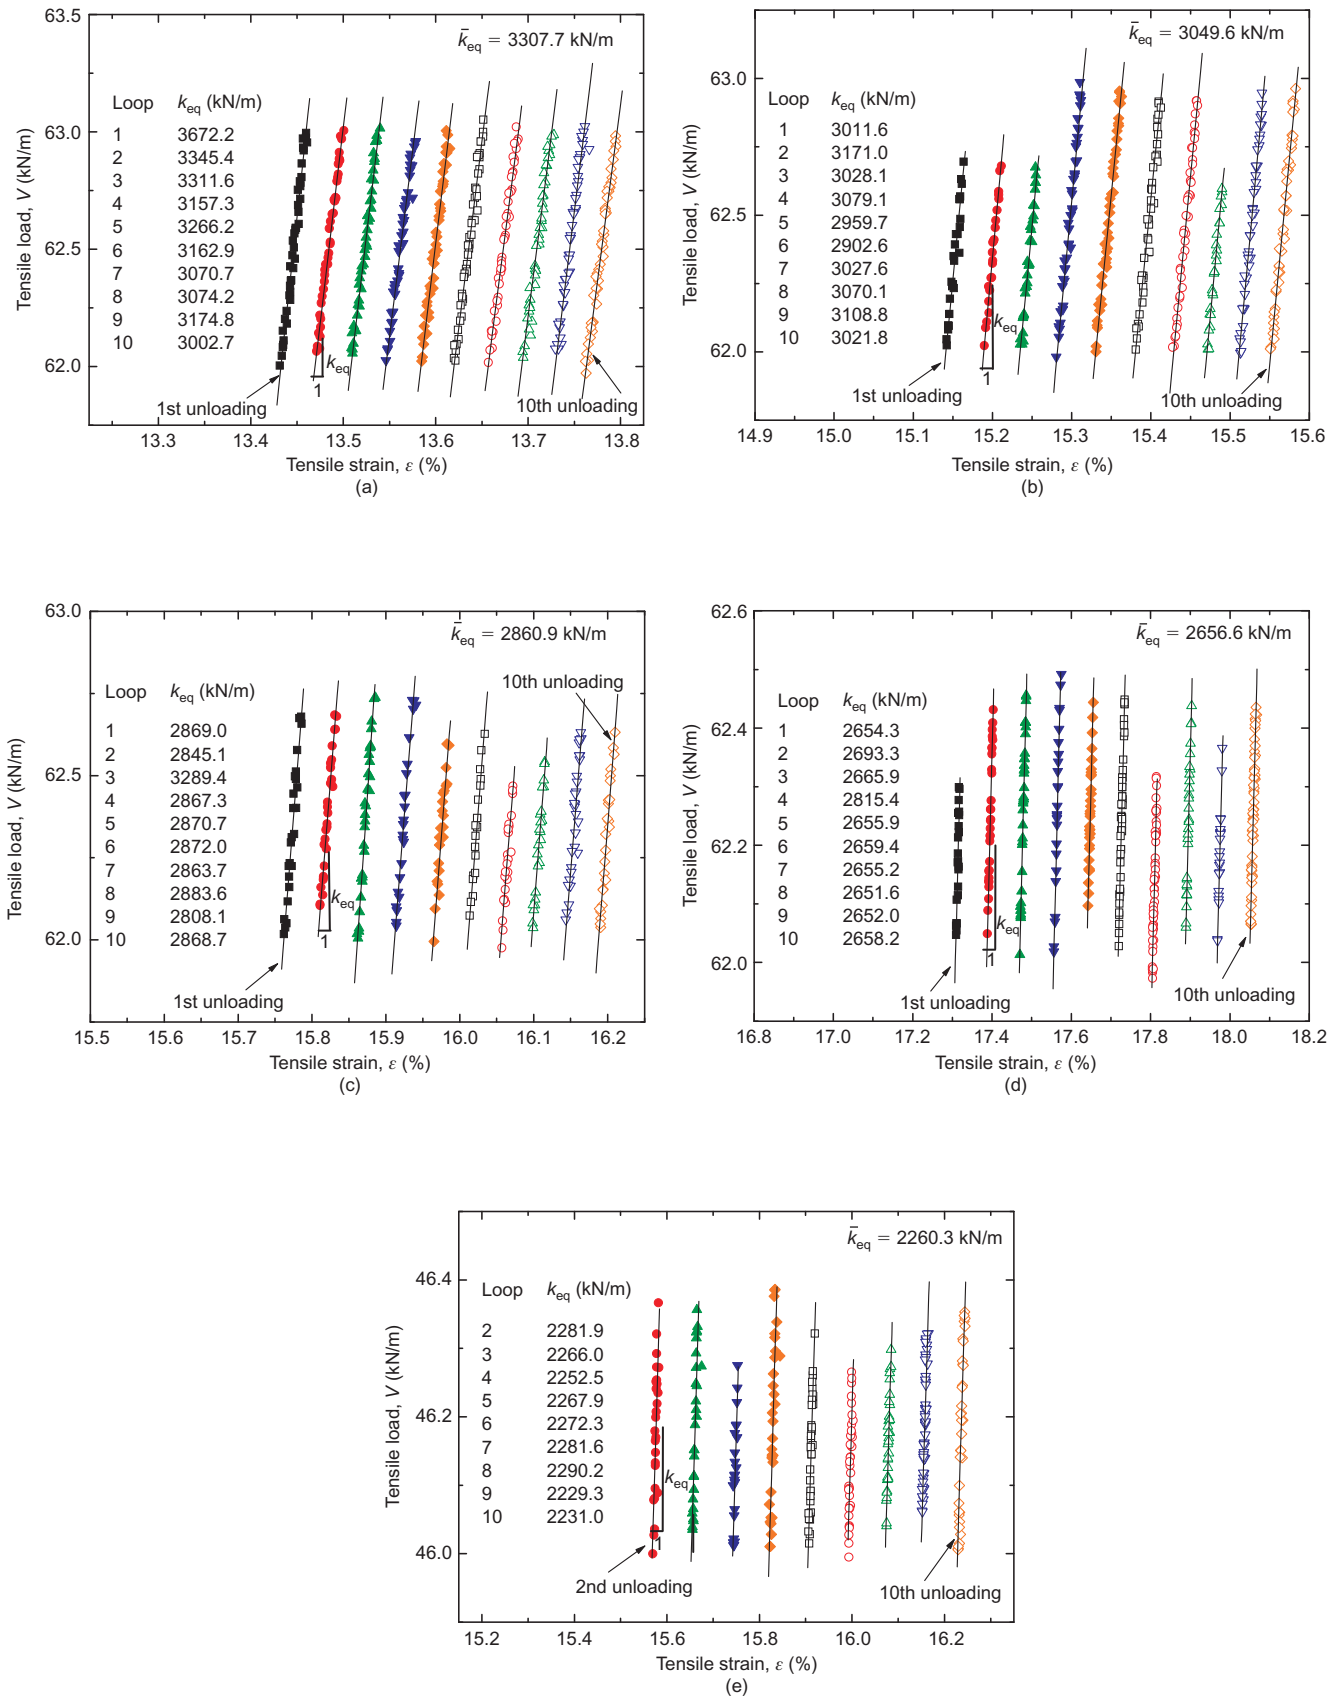 63.5
63.0
62.5
62.0
Tensile load, V (kN/m)
k̄eq = 3307.7 kN/m
Loop keq (kN/m)
1 3672.2
2 3345.4
3 3311.6
4 3157.3
5 3266.2
6 3162.9
7 3070.7
8 3074.2
9 3174.8
10 3002.7
keq
1
1st unloading
10th unloading
13.3 13.4 13.5 13.6 13.7 13.8
Tensile strain, ε (%)
(a)
63.0
62.5
62.0
Tensile load, V (kN/m)
k̄eq = 3049.6 kN/m
Loop keq (kN/m)
1 3011.6
2 3171.0
3 3028.1
4 3079.1
5 2959.7
6 2902.6
7 3027.6
8 3070.1
9 3108.8
10 3021.8
keq
1
1st unloading
10th unloading
14.9 15.0 15.1 15.2 15.3 15.4 15.5 15.6
Tensile strain, ε (%)
(b)
63.0
62.5
62.0
Tensile load, V (kN/m)
k̄eq = 2860.9 kN/m
10th unloading
Loop keq (kN/m)
1 2869.0
2 2845.1
3 3289.4
4 2867.3
5 2870.7
6 2872.0
7 2863.7
8 2883.6
9 2808.1
10 2868.7
keq
1
1st unloading
15.5 15.6 15.7 15.8 15.9 16.0 16.1 16.2
Tensile strain, ε (%)
(c)
62.6
62.4
62.2
62.0
Tensile load, V (kN/m)
k̄eq = 2656.6 kN/m
Loop keq (kN/m)
1 2654.3
2 2693.3
3 2665.9
4 2815.4
5 2655.9
6 2659.4
7 2655.2
8 2651.6
9 2652.0
10 2658.2
keq
1
1st unloading
10th unloading
16.8 17.0 17.2 17.4 17.6 17.8 18.0 18.2
Tensile strain, ε (%)
(d)
46.4
46.2
46.0
Tensile load, V (kN/m)
k̄eq = 2260.3 kN/m
Loop keq (kN/m)
2 2281.9
3 2266.0
4 2252.5
5 2267.9
6 2272.3
7 2281.6
8 2290.2
9 2229.3
10 2231.0
keq
1
2nd unloading
10th unloading
15.2 15.4 15.6 15.8 16.0 16.2
Tensile strain, ε (%)
(e)